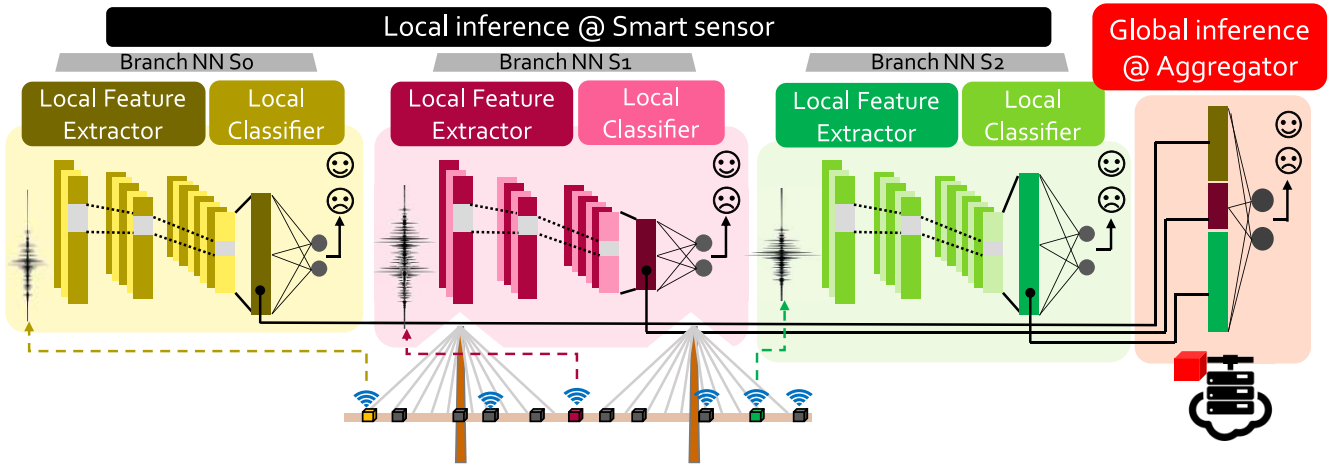 Local inference @ Smart sensor
Global inference
@ Aggregator
Branch NN S0
Branch NN S1
Branch NN S2
Local Feature
Extractor
Local
Classifier
Local Feature
Extractor
Local
Classifier
Local Feature
Extractor
Local
Classifier